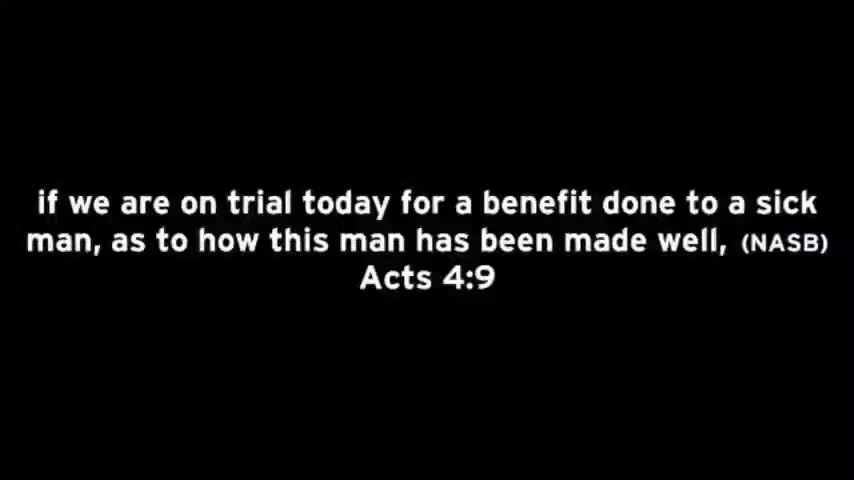 if we are on trial today for a benefit done to a sick
man, as to how this man has been made well, (NASB)
Acts 4:9